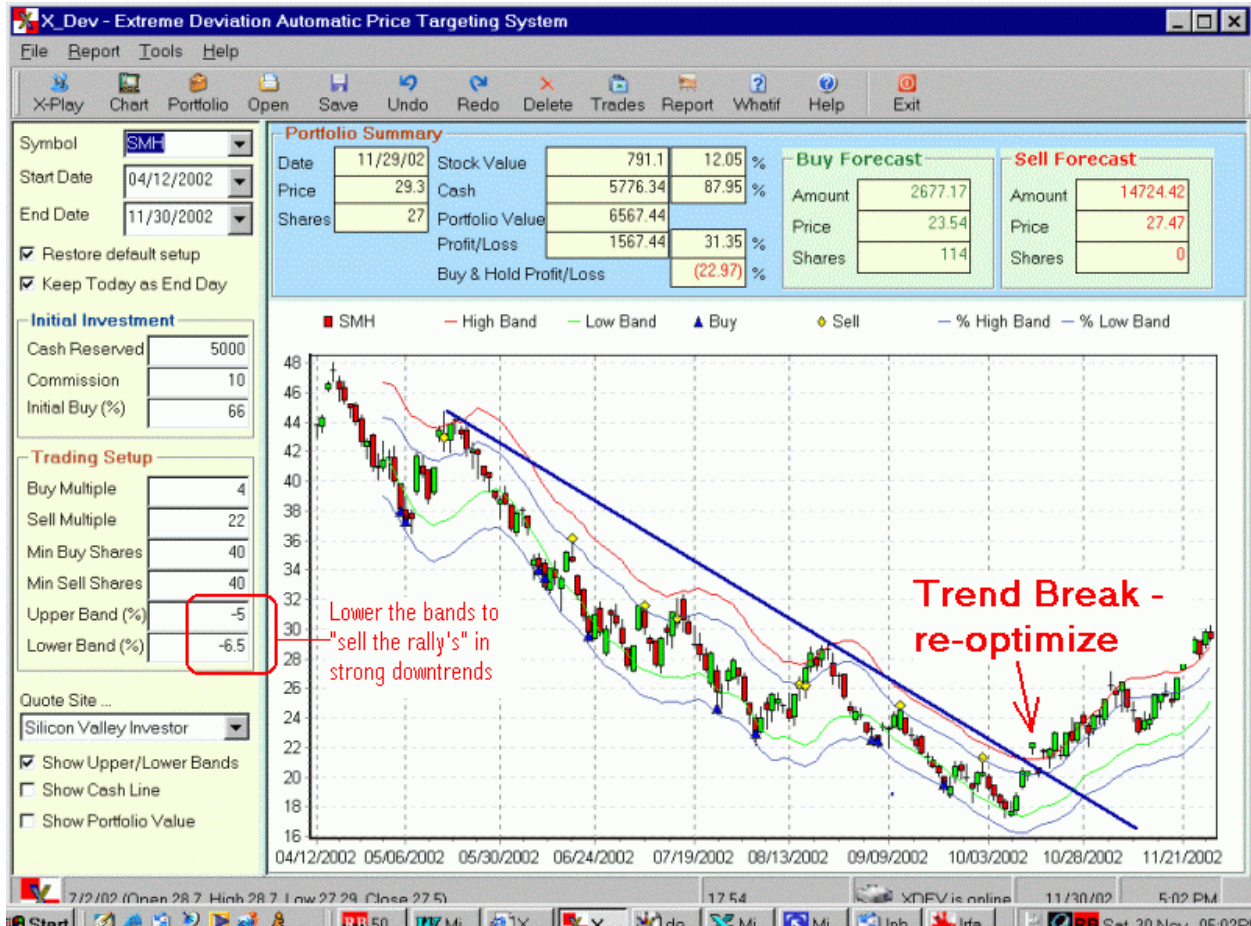 X_Dev - Extreme Deviation Automatic Price Targeting System
File Report Tools Help
X-Play Chart Portfolio Open Save Undo Redo Delete Trades Report Whatif Help Exit
Symbol SMH
Start Date 04/12/2002
End Date 11/30/2002
Restore default setup
Keep Today as End Day
Initial Investment
Cash Reserved 5000
Commission 10
Initial Buy (%) 66
Trading Setup
Buy Multiple 4
Sell Multiple 22
Min Buy Shares 40
Min Sell Shares 40
Upper Band (%) -5
Lower Band (%) -6.5
Quote Site ...
Silicon Valley Investor
Show Upper/Lower Bands
Show Cash Line
Show Portfolio Value
Portfolio Summary
Date 11/29/02 Stock Value 791.1 12.05 %
Price 29.3 Cash 5776.34 87.95 %
Shares 27 Portfolio Value 6567.44
Profit/Loss 1567.44 31.35 %
Buy & Hold Profit/Loss (22.97) %
Buy Forecast
Amount 2677.17
Price 23.54
Shares 114
Sell Forecast
Amount 14724.42
Price 27.47
Shares 0
SMH High Band Low Band Buy Sell % High Band % Low Band
48
46
44
42
40
38
36
34
32
30
28
26
24
22
20
18
16
Lower the bands to
"sell the rally's" in
strong downtrends
Trend Break -
re-optimize
04/12/2002 05/06/2002 05/30/2002 06/24/2002 07/19/2002 08/13/2002 09/09/2002 10/03/2002 10/28/2002 11/21/2002
7/2/02 (Open 28.7, High 28.7, Low 27.29, Close 27.5) 17.54 XDEV is online 11/30/02 5:02 PM
Start